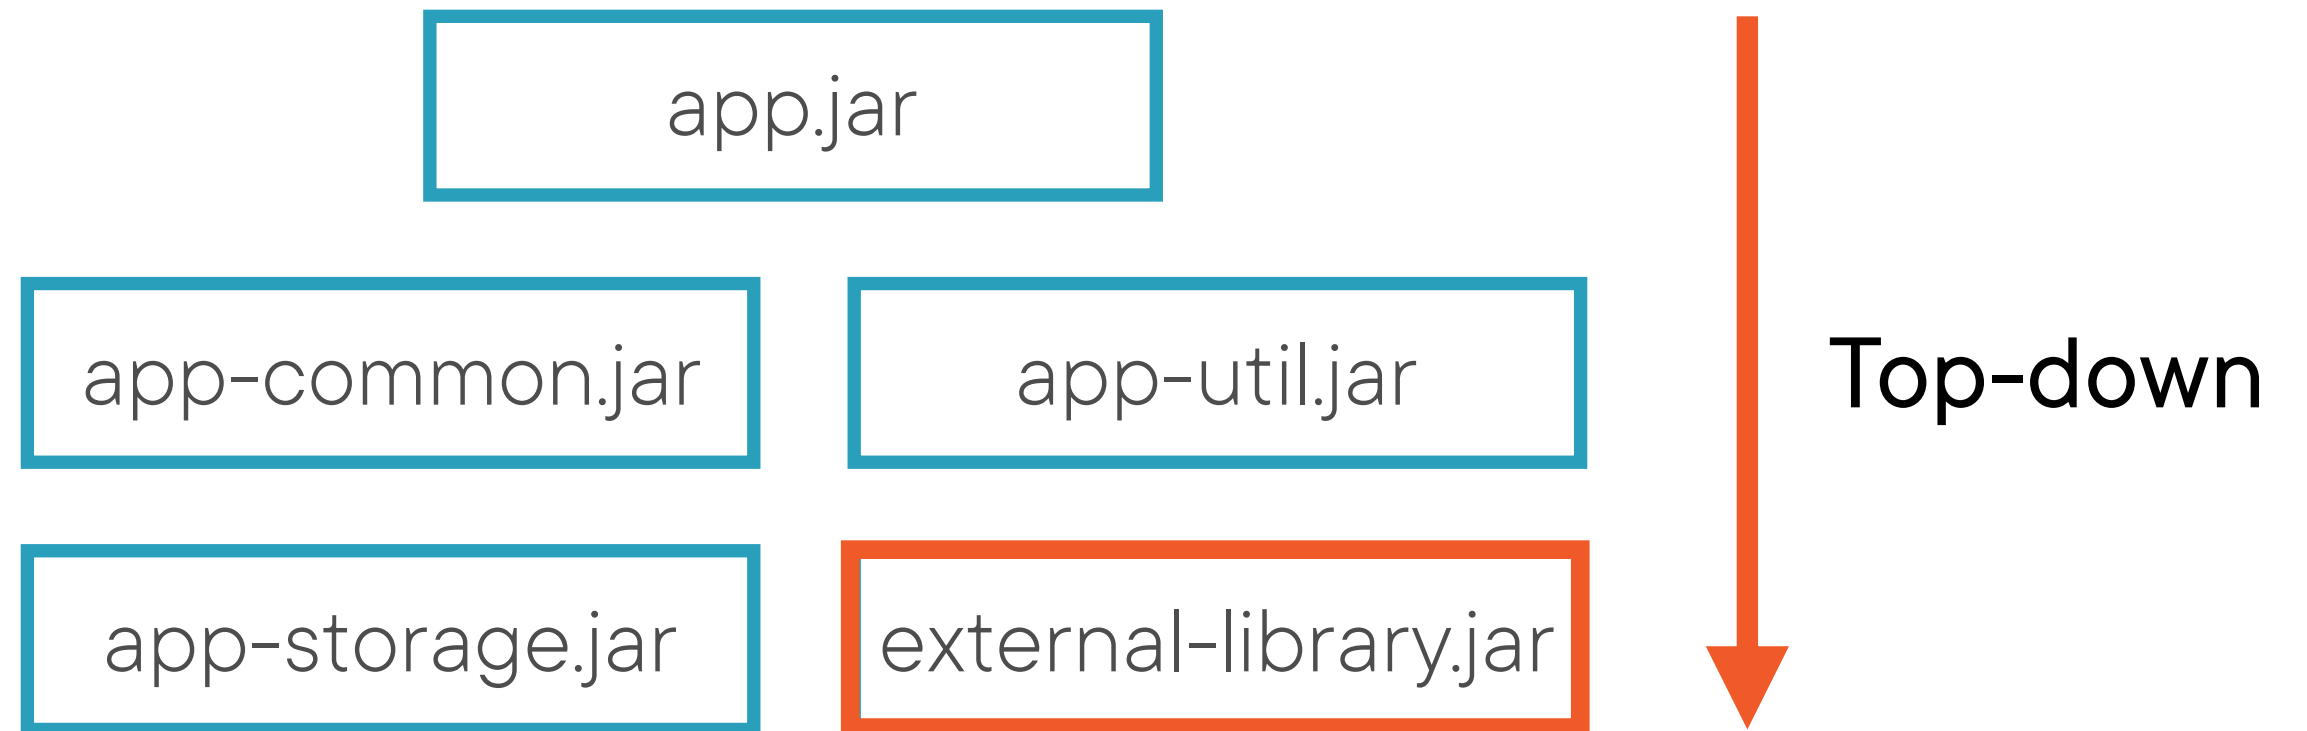 app.jar
app-common.jar
app-util.jar
Top-down
app-storage.jar
external-library.jar